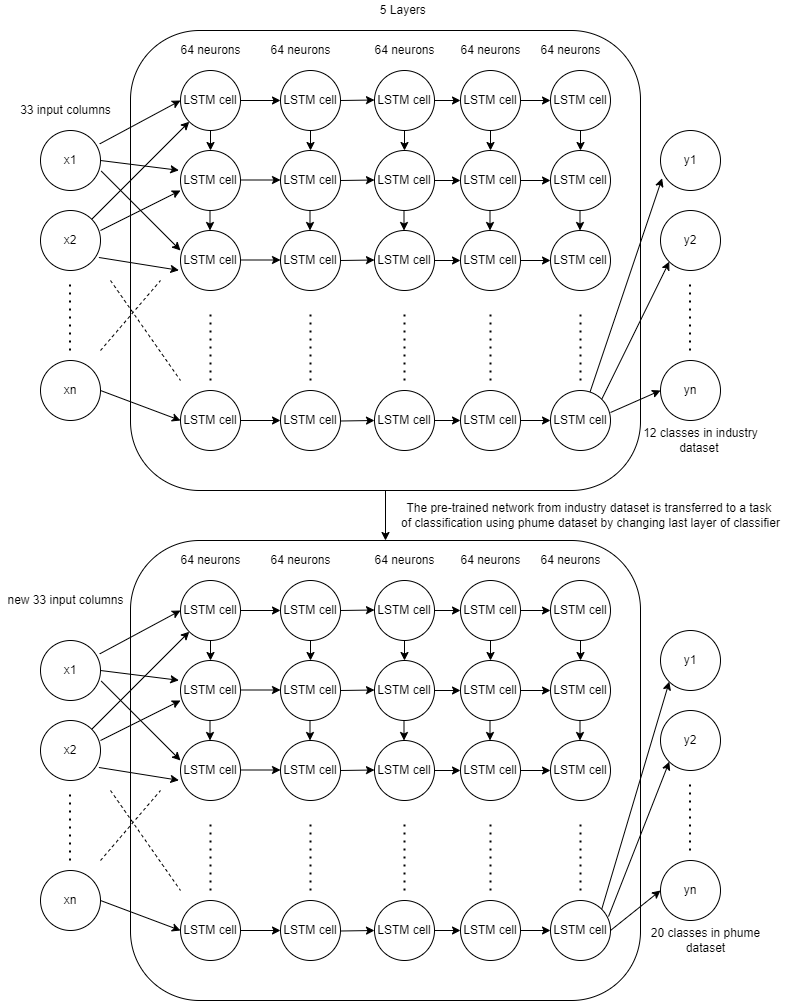 5 Layers
64 neurons 64 neurons 64 neurons 64 neurons 64 neurons
33 input columns
LSTM cell LSTM cell LSTM cell LSTM cell LSTM cell
x1 y1
LSTM cell LSTM cell LSTM cell LSTM cell LSTM cell
x2 y2
LSTM cell LSTM cell LSTM cell LSTM cell LSTM cell
xn yn
LSTM cell LSTM cell LSTM cell LSTM cell LSTM cell
12 classes in industry
dataset
The pre-trained network from industry dataset is transferred to a task
of classification using phume dataset by changing last layer of classifier
64 neurons 64 neurons 64 neurons 64 neurons 64 neurons
new 33 input columns
LSTM cell LSTM cell LSTM cell LSTM cell LSTM cell
x1 y1
LSTM cell LSTM cell LSTM cell LSTM cell LSTM cell
x2 y2
LSTM cell LSTM cell LSTM cell LSTM cell LSTM cell
xn yn
LSTM cell LSTM cell LSTM cell LSTM cell LSTM cell
20 classes in phume
dataset